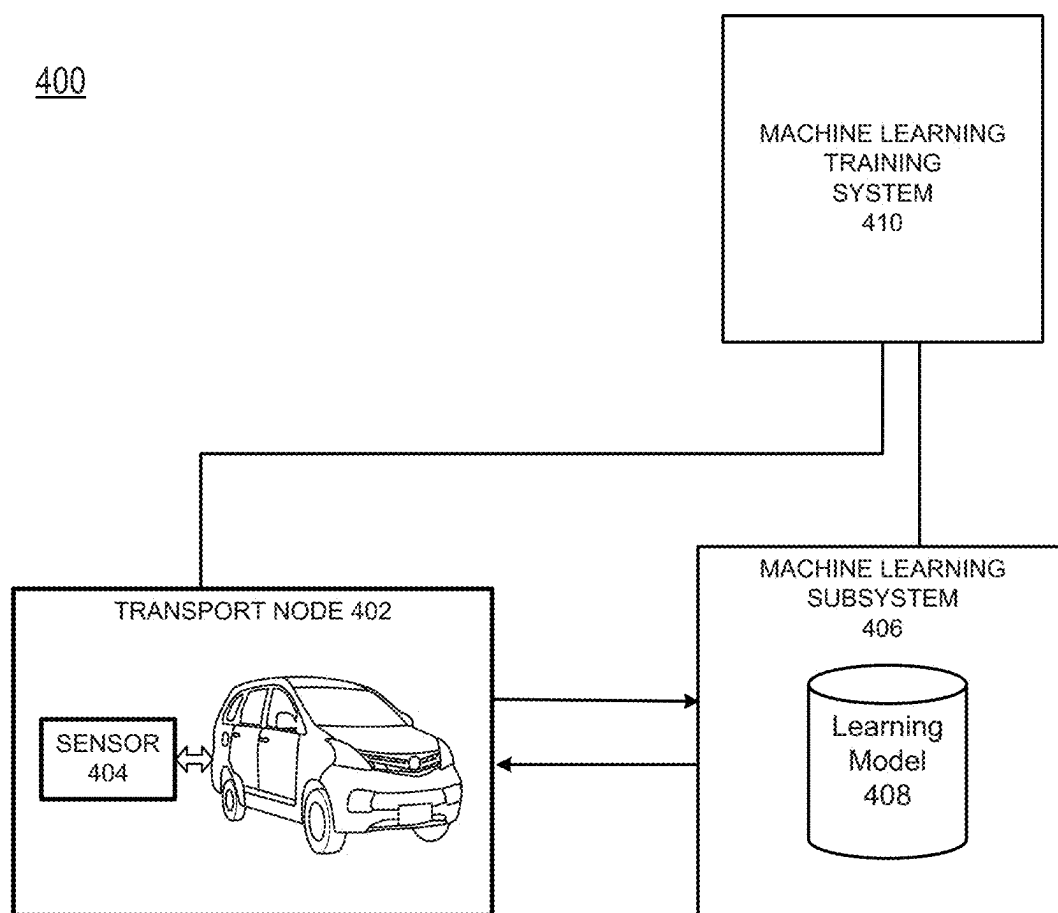 400
MACHINE LEARNING
TRAINING
SYSTEM
410
TRANSPORT NODE 402
SENSOR
404
MACHINE LEARNING
SUBSYSTEM
406
Learning
Model
408